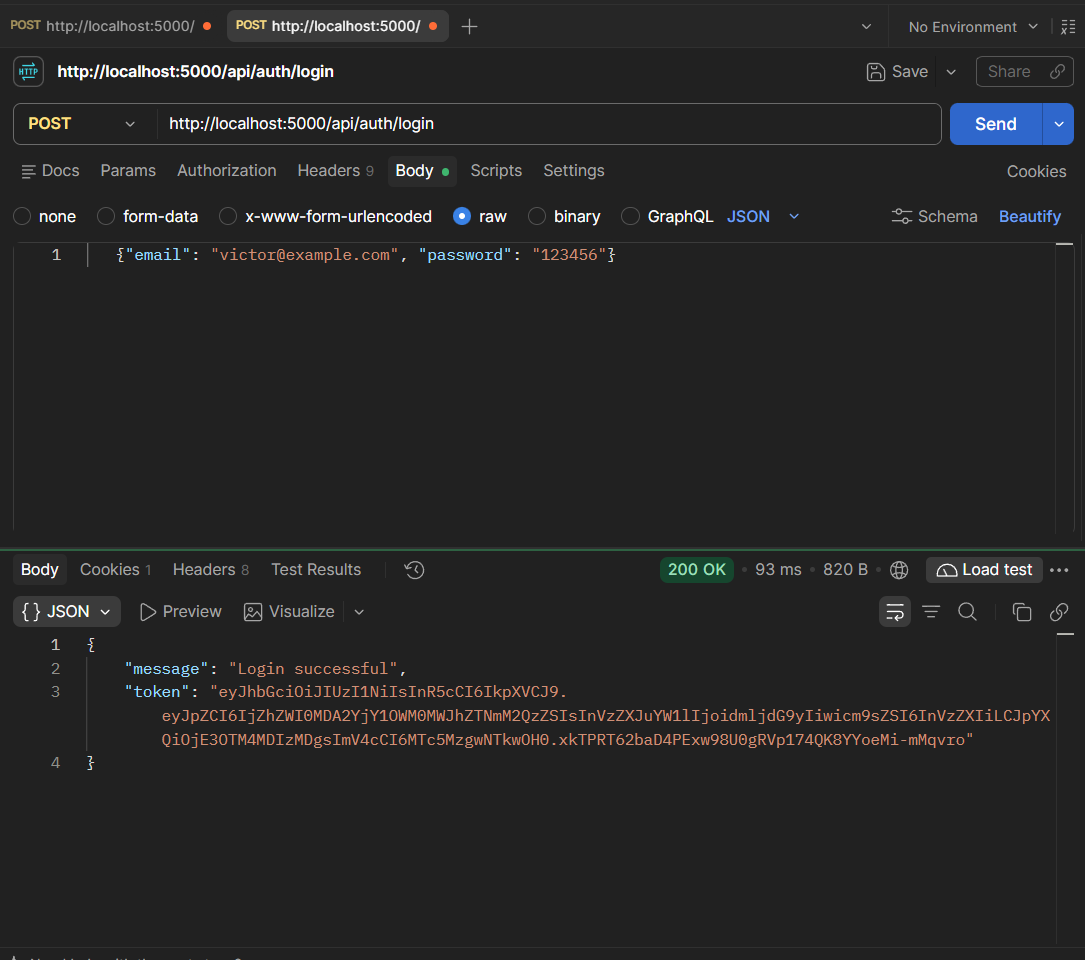 POST http://localhost:5000/ POST http://localhost:5000/ No Environment
HTTP http://localhost:5000/api/auth/login Save Share
POST http://localhost:5000/api/auth/login Send
Docs Params Authorization Headers 9 Body Scripts Settings Cookies
none form-data x-www-form-urlencoded raw binary GraphQL JSON Schema Beautify
1 {"email": "victor@example.com", "password": "123456"}
Body Cookies 1 Headers 8 Test Results 200 OK 93 ms 820 B Load test
{} JSON Preview Visualize
1 {
2 "message": "Login successful",
3 "token": "eyJhbGciOiJIUzI1NiIsInR5cCI6IkpXVCJ9.
eyJpZCI6IjZhZWI0MDA2YjY1OWM0MWJhZTNmM2QzZSIsInVzZXJuYW1lIjoidmljdG9yIiwicm9sZSI6InVzZXIiLCJpYX
QiOjE3OTM4MDIzMDgsImV4cCI6MTc5MzgwNTkwOH0.xkTPRT62baD4PExw98U0gRVp174QK8YYoeMi-mMqvro"
4 }